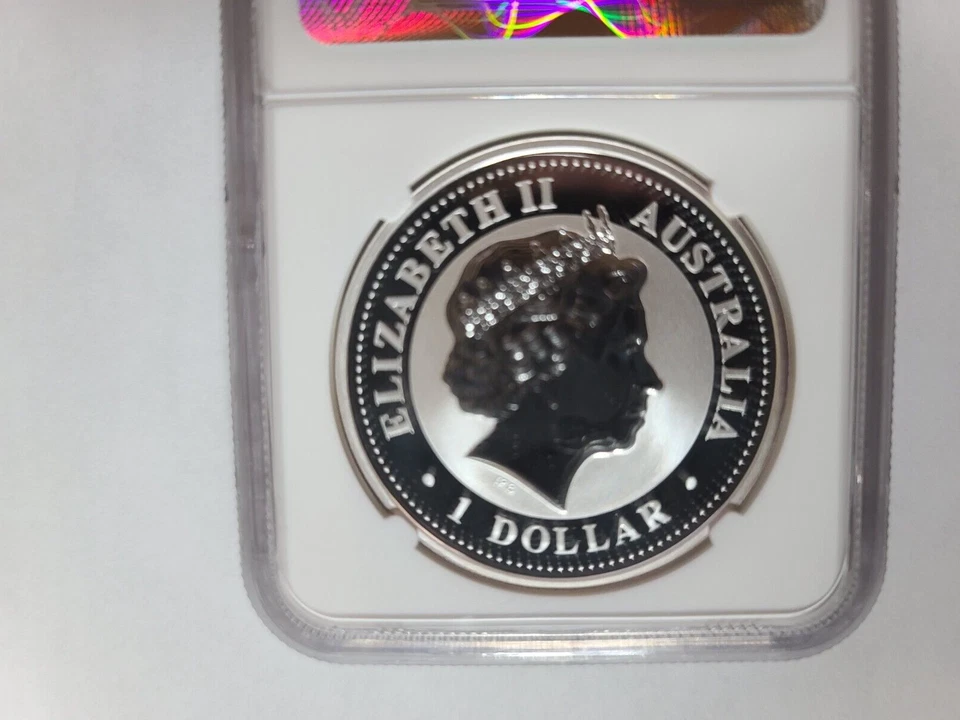 ELIZABETH II AUSTRALIA
1 DOLLAR